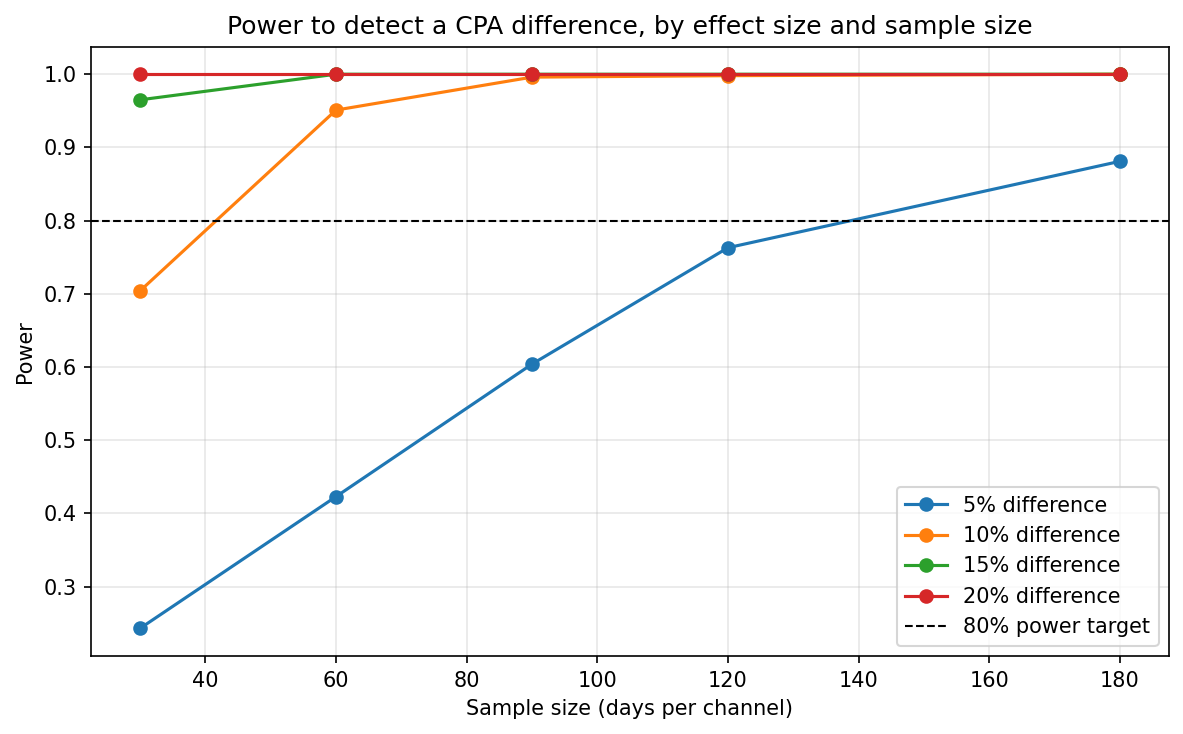 Power to detect a CPA difference, by effect size and sample size
1.0
0.9
0.8
0.7
0.6
0.5
0.4
0.3
Power
40 60 80 100 120 140 160 180
Sample size (days per channel)
5% difference
10% difference
15% difference
20% difference
80% power target